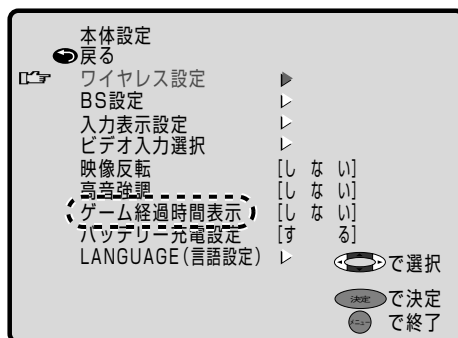 本体設定
戻る
ワイヤレス設定
BS設定
入力表示設定
ビデオ入力選択
映像反転 [しない]
高音強調 [しない]
ゲーム経過時間表示 [しない]
バッテリー充電設定 [する]
LANGUAGE(言語設定)
で選択
決定 で決定
メニュー で終了